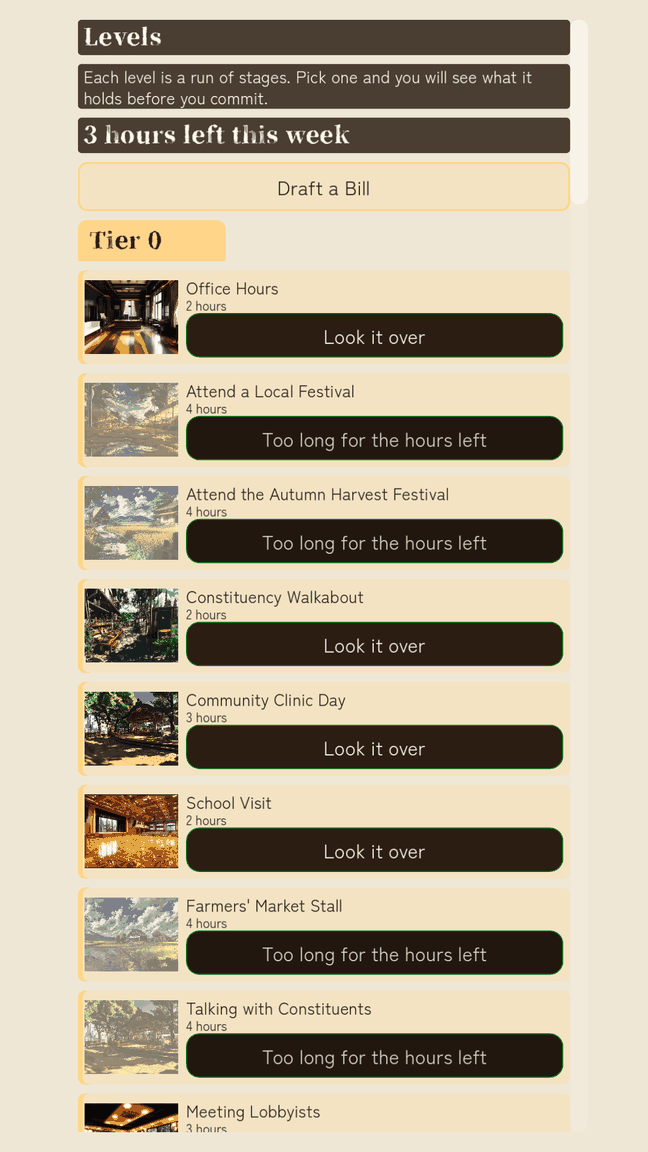 Levels
Each level is a run of stages. Pick one and you will see what it
holds before you commit.
3 hours left this week
Draft a Bill
Tier 0
Office Hours
2 hours
Look it over
Attend a Local Festival
4 hours
Too long for the hours left
Attend the Autumn Harvest Festival
4 hours
Too long for the hours left
Constituency Walkabout
2 hours
Look it over
Community Clinic Day
3 hours
Look it over
School Visit
2 hours
Look it over
Farmers' Market Stall
4 hours
Too long for the hours left
Talking with Constituents
4 hours
Too long for the hours left
Meeting Lobbyists
3 hours